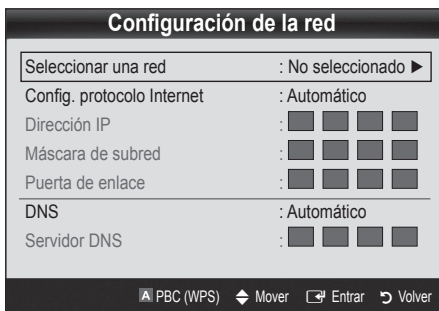 Configuración de la red
Seleccionar una red : No seleccionado ►
Config. protocolo Internet : Automático
Dirección IP :
Máscara de subred :
Puerta de enlace :
DNS : Automático
Servidor DNS :
A PBC (WPS) Mover Entrar Volver